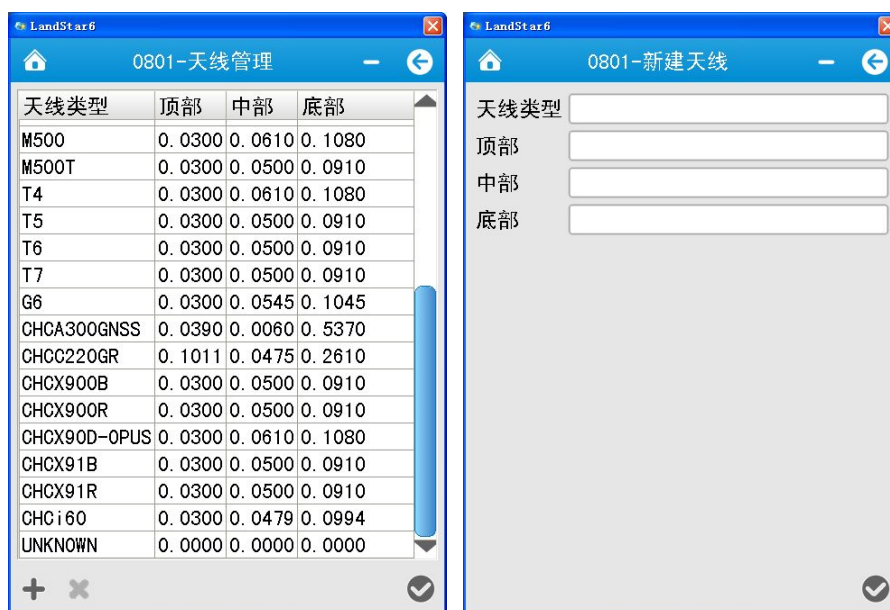 LandStar6
0801-天线管理
天线类型 顶部 中部 底部
M500 0.0300 0.0610 0.1080
M500T 0.0300 0.0500 0.0910
T4 0.0300 0.0610 0.1080
T5 0.0300 0.0500 0.0910
T6 0.0300 0.0500 0.0910
T7 0.0300 0.0500 0.0910
G6 0.0300 0.0545 0.1045
CHCA300GNSS 0.0390 0.0060 0.5370
CHCC220GR 0.1011 0.0475 0.2610
CHCX900B 0.0300 0.0500 0.0910
CHCX900R 0.0300 0.0500 0.0910
CHCX90D-OPUS 0.0300 0.0610 0.1080
CHCX91B 0.0300 0.0500 0.0910
CHCX91R 0.0300 0.0500 0.0910
CHCi60 0.0300 0.0479 0.0994
UNKNOWN 0.0000 0.0000 0.0000
LandStar6
0801-新建天线
天线类型
顶部
中部
底部